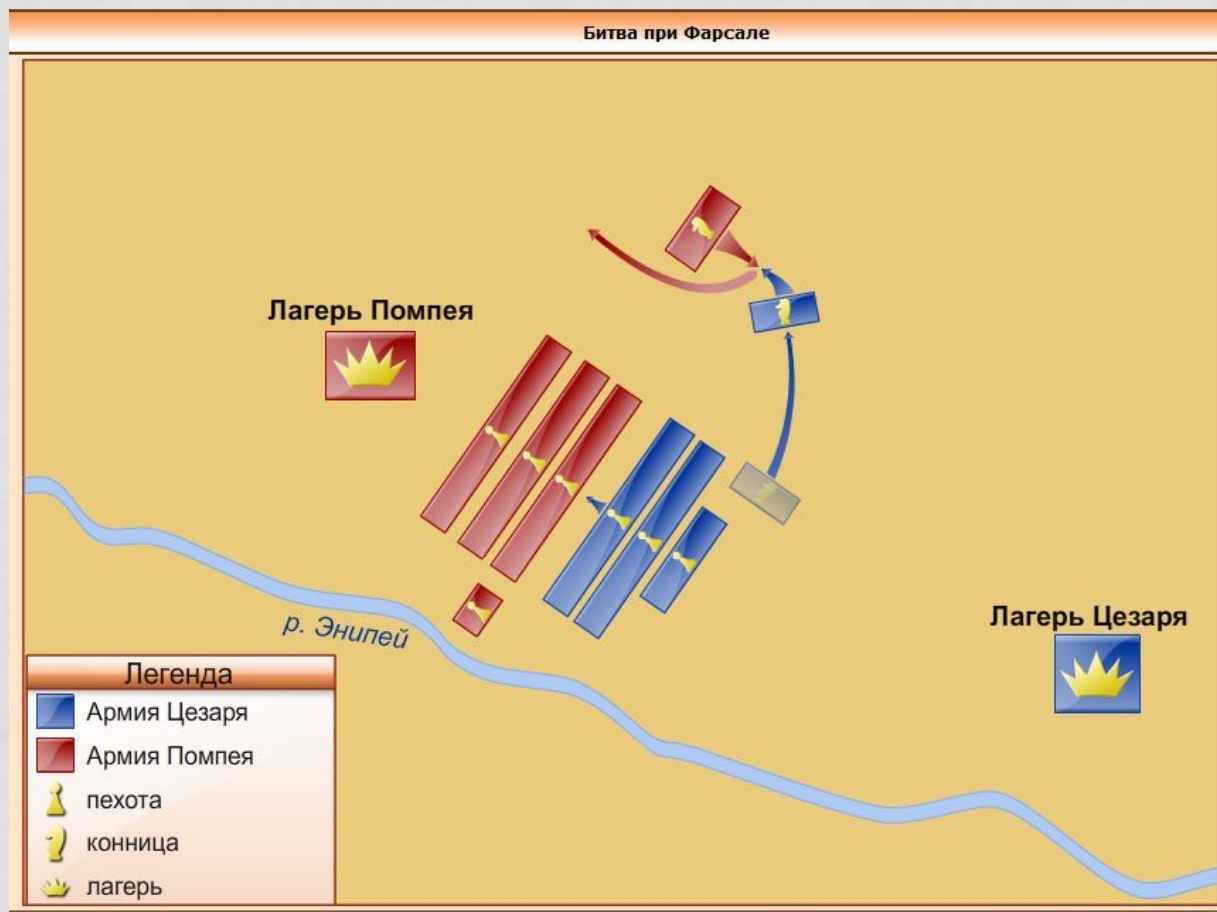 Битва при Фарсале
Лагерь Помпея
р. Энипей
Лагерь Цезаря
Легенда
Армия Цезаря
Армия Помпея
пехота
конница
лагерь